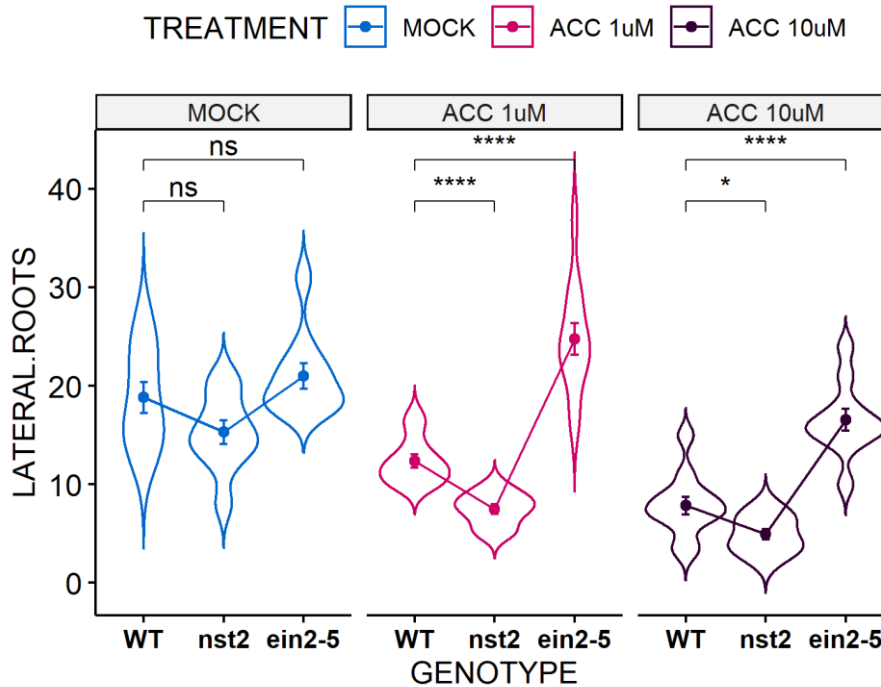 TREATMENT MOCK ACC 1uM ACC 10uM
MOCK ACC 1uM ACC 10uM
ns **** ****
ns **** *
LATERAL.ROOTS
40
30
20
10
0
WT nst2 ein2-5 WT nst2 ein2-5 WT nst2 ein2-5
GENOTYPE